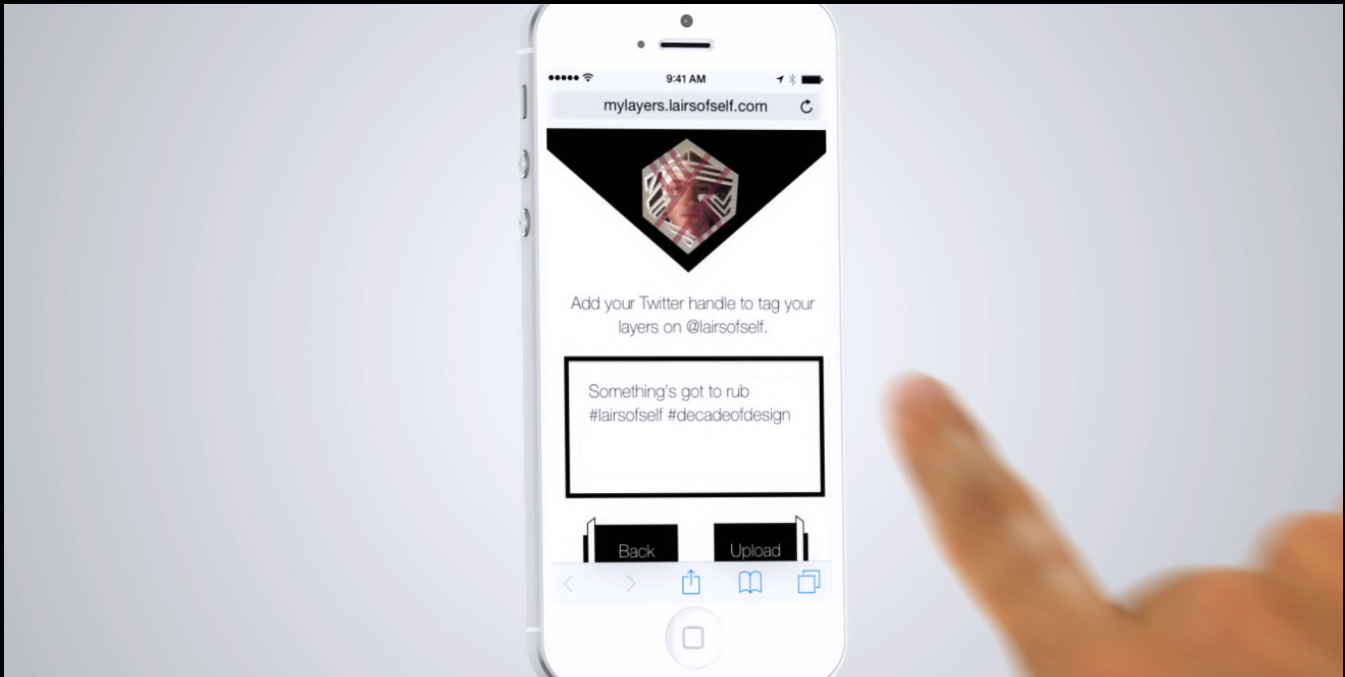 9:41 AM
mylayers.lairsofself.com
Add your Twitter handle to tag your
layers on @lairsofself.
Something's got to rub
#lairsofself #decadeofdesign
Back
Upload